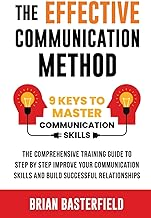 THE EFFECTIVE
COMMUNICATION
METHOD
9 KEYS TO
MASTER
COMMUNICATION
SKILLS
THE COMPREHENSIVE TRAINING GUIDE TO
STEP BY STEP IMPROVE YOUR COMMUNICATION
SKILLS AND BUILD SUCCESSFUL RELATIONSHIPS
BRIAN BASTERFIELD